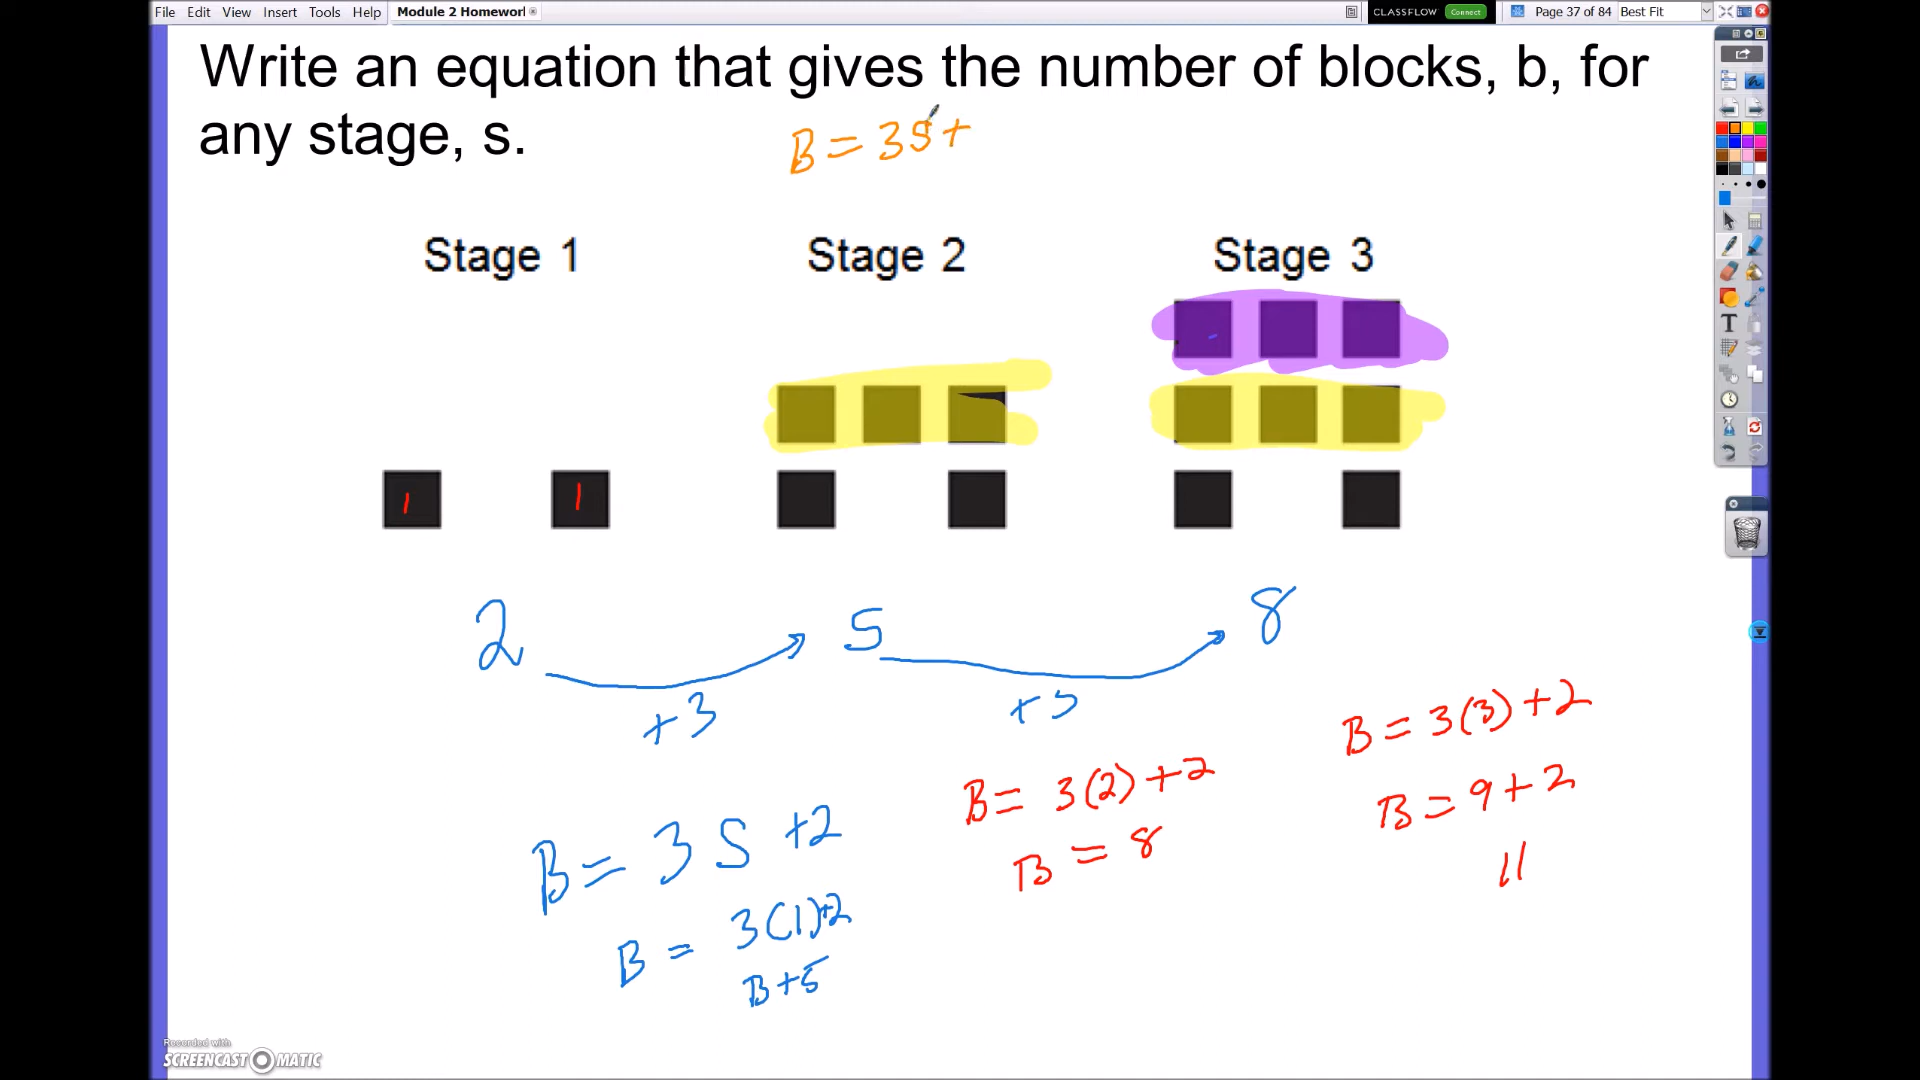 File Edit View Insert Tools Help Module 2 Homework CLASSFLOW Connect Page 37 of 84 Best Fit
Write an equation that gives the number of blocks, b, for
any stage, s.
B = 3S+
Stage 1 Stage 2 Stage 3
1 1
2 5 8
+3 +3
B = 3S +2
B = 3(1)+2
B+5
B = 3(2)+2
B = 8
B = 3(3)+2
B = 9+2
11
T
Recorded with
SCREENCAST MATIC